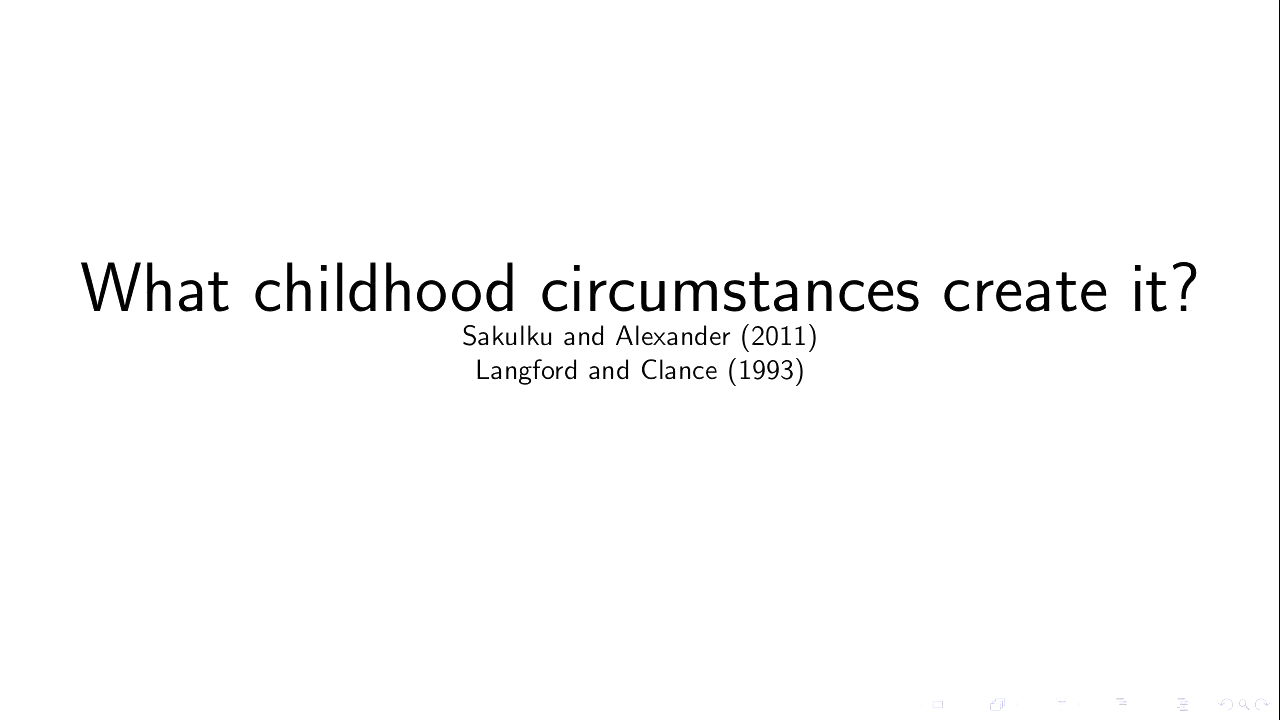 What childhood circumstances create it?
Sakulku and Alexander (2011)
Langford and Clance (1993)